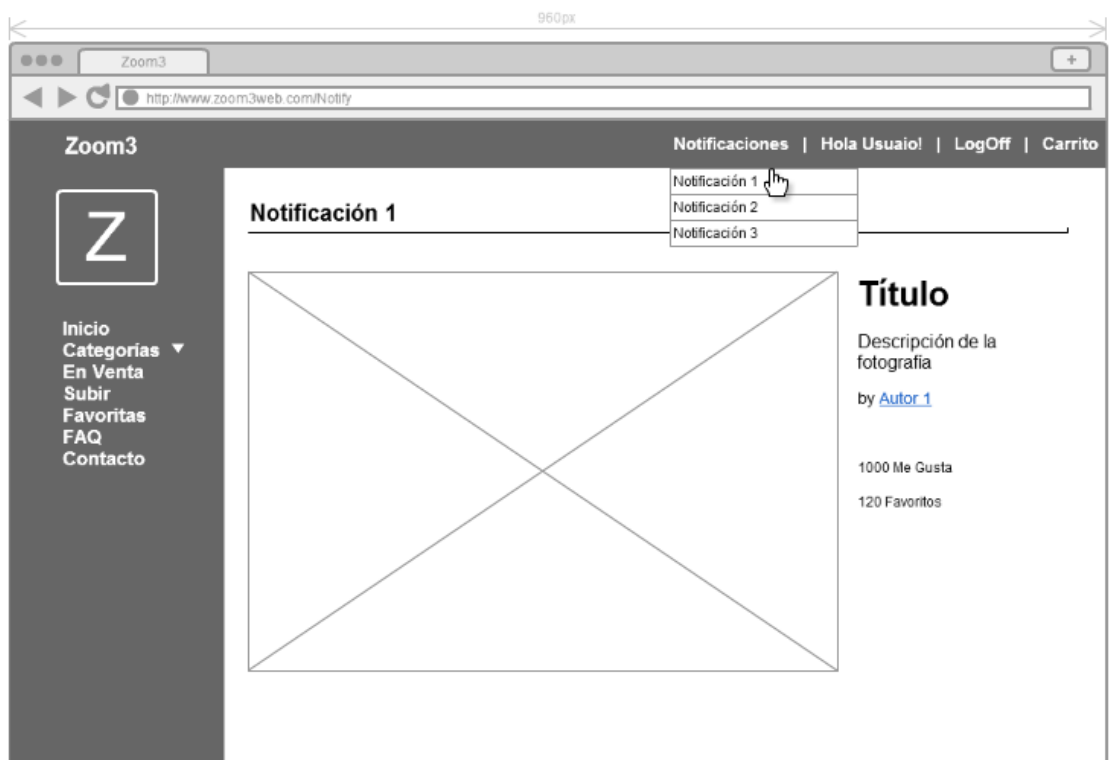 960px
Zoom3
+
http://www.zoom3web.com/Notify
Zoom3
Notificaciones | Hola Usuaio! | LogOff | Carrito
Z
Inicio
Categorías
En Venta
Subir
Favoritas
FAQ
Contacto
Notificación 1
Notificación 2
Notificación 3
Notificación 1
Título
Descripción de la
fotografía
by Autor 1
1000 Me Gusta
120 Favoritos